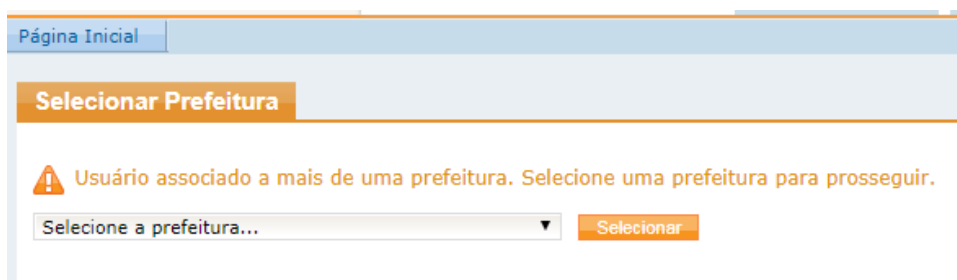 Página Inicial
Selecionar Prefeitura
Usuário associado a mais de uma prefeitura. Selecione uma prefeitura para prosseguir.
Selecione a prefeitura... Selecionar